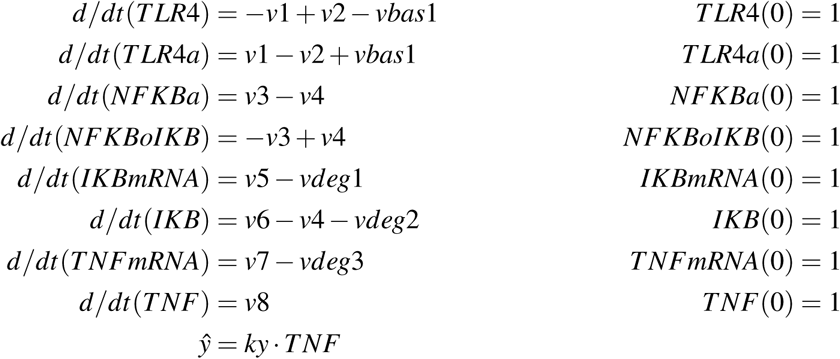 d/dt(TLR4) = −v1 + v2 − vbas1 TLR4(0) = 1
d/dt(TLR4a) = v1 − v2 + vbas1 TLR4a(0) = 1
d/dt(NFKBa) = v3 − v4 NFKBa(0) = 1
d/dt(NFKBoIKB) = −v3 + v4 NFKBoIKB(0) = 1
d/dt(IKBmRNA) = v5 − vdeg1 IKBmRNA(0) = 1
d/dt(IKB) = v6 − v4 − vdeg2 IKB(0) = 1
d/dt(TNFmRNA) = v7 − vdeg3 TNFmRNA(0) = 1
d/dt(TNF) = v8 TNF(0) = 1
ŷ = ky · TNF